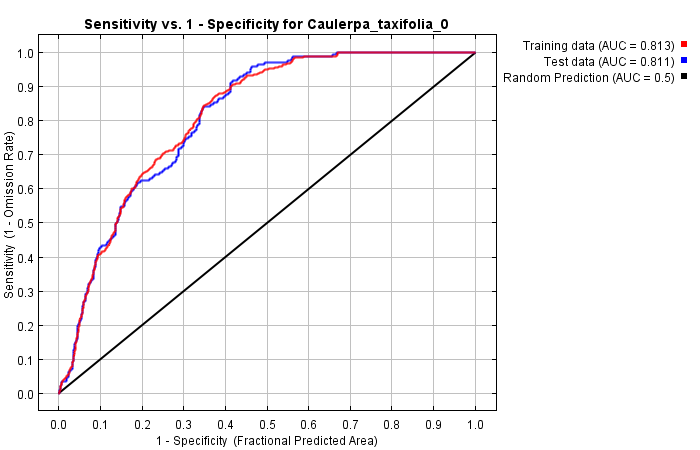 Sensitivity vs. 1 - Specificity for Caulerpa_taxifolia_0
Training data (AUC = 0.813)
Test data (AUC = 0.811)
Random Prediction (AUC = 0.5)
Sensitivity (1 - Omission Rate)
1.0
0.9
0.8
0.7
0.6
0.5
0.4
0.3
0.2
0.1
0.0
0.0 0.1 0.2 0.3 0.4 0.5 0.6 0.7 0.8 0.9 1.0
1 - Specificity (Fractional Predicted Area)